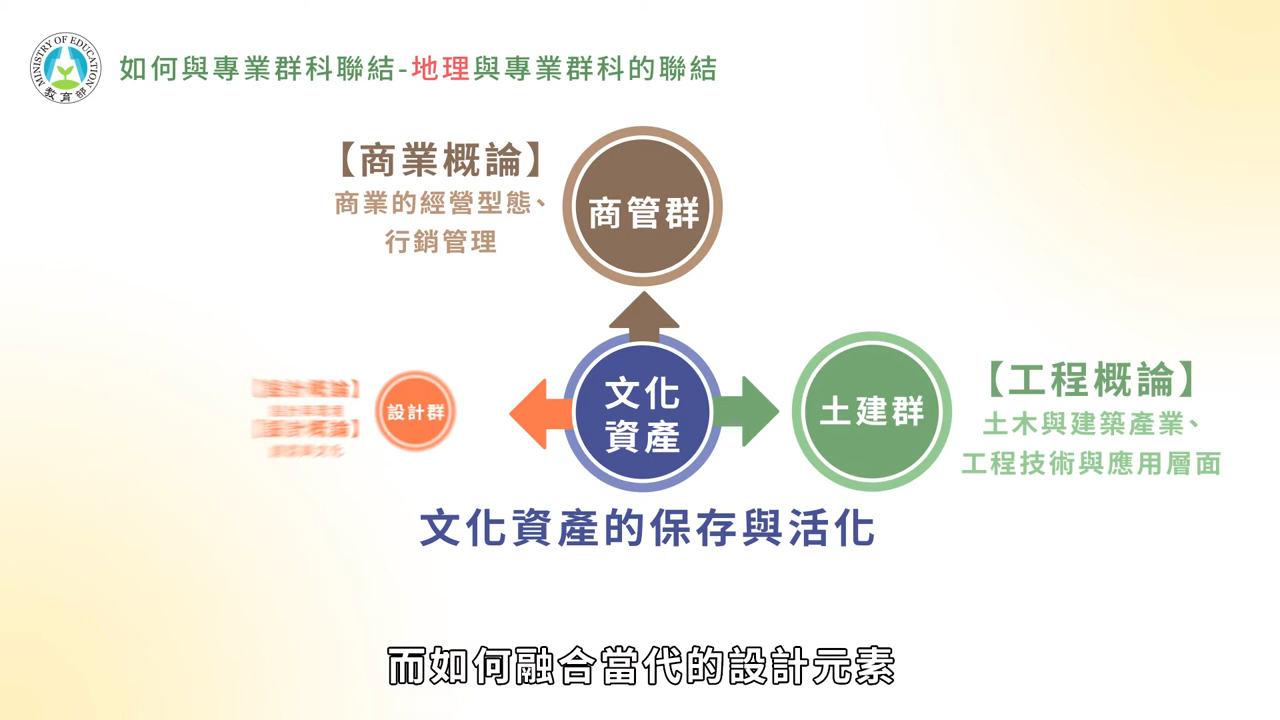 MINISTRY OF EDUCATION
教育部
如何與專業群科聯結-地理與專業群科的聯結
【商業概論】
商業的經營型態、
行銷管理
商管群
設計群
文化
資產
土建群
【工程概論】
土木與建築產業、
工程技術與應用層面
文化資產的保存與活化
而如何融合當代的設計元素